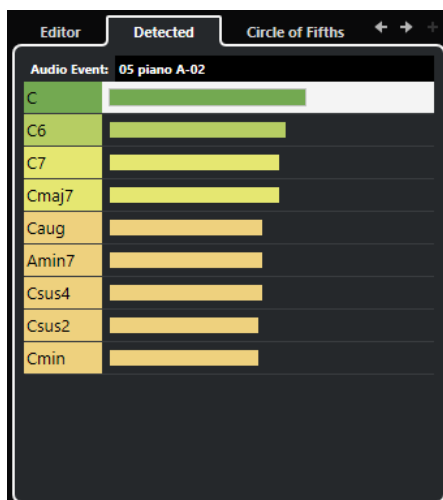 Editor Detected Circle of Fifths
Audio Event: 05 piano A-02
C
C6
C7
Cmaj7
Caug
Amin7
Csus4
Csus2
Cmin